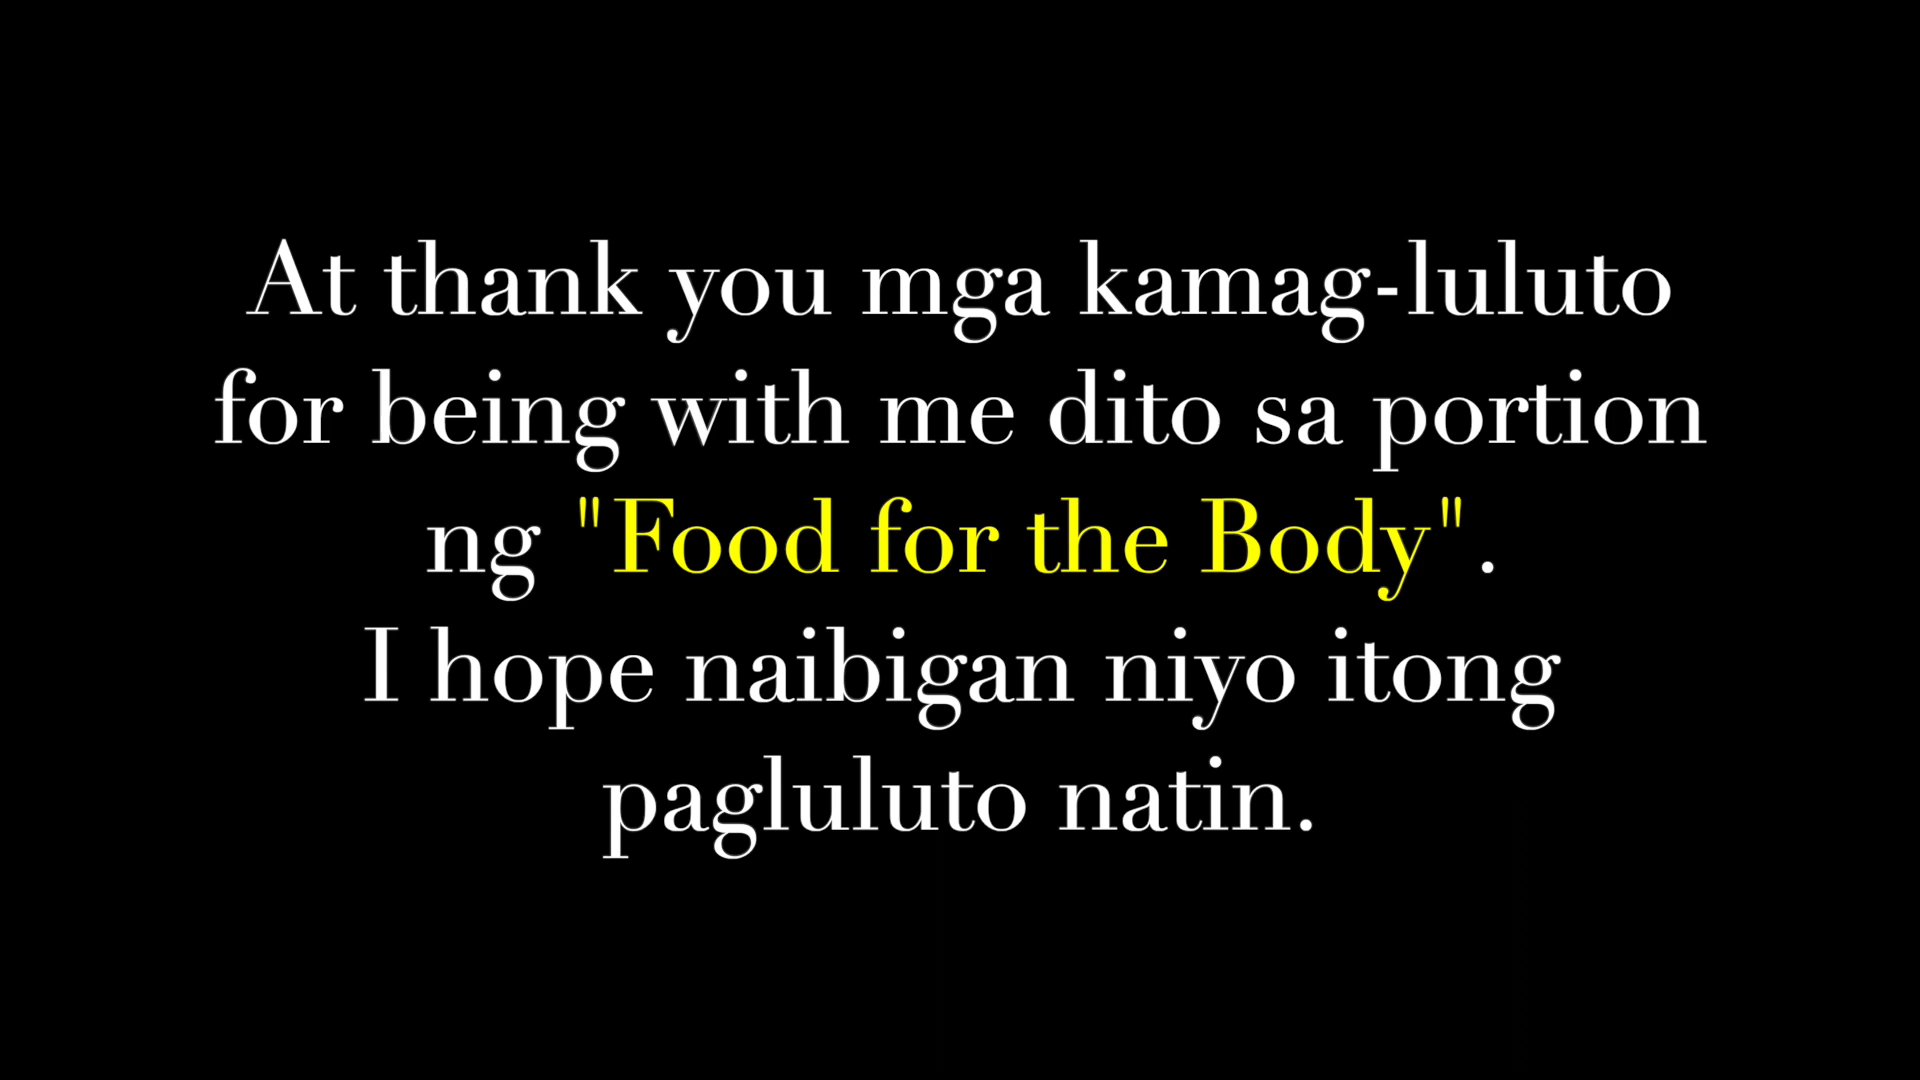 At thank you mga kamag-luluto
for being with me dito sa portion
ng "Food for the Body".
I hope naibigan niyo itong
pagluluto natin.